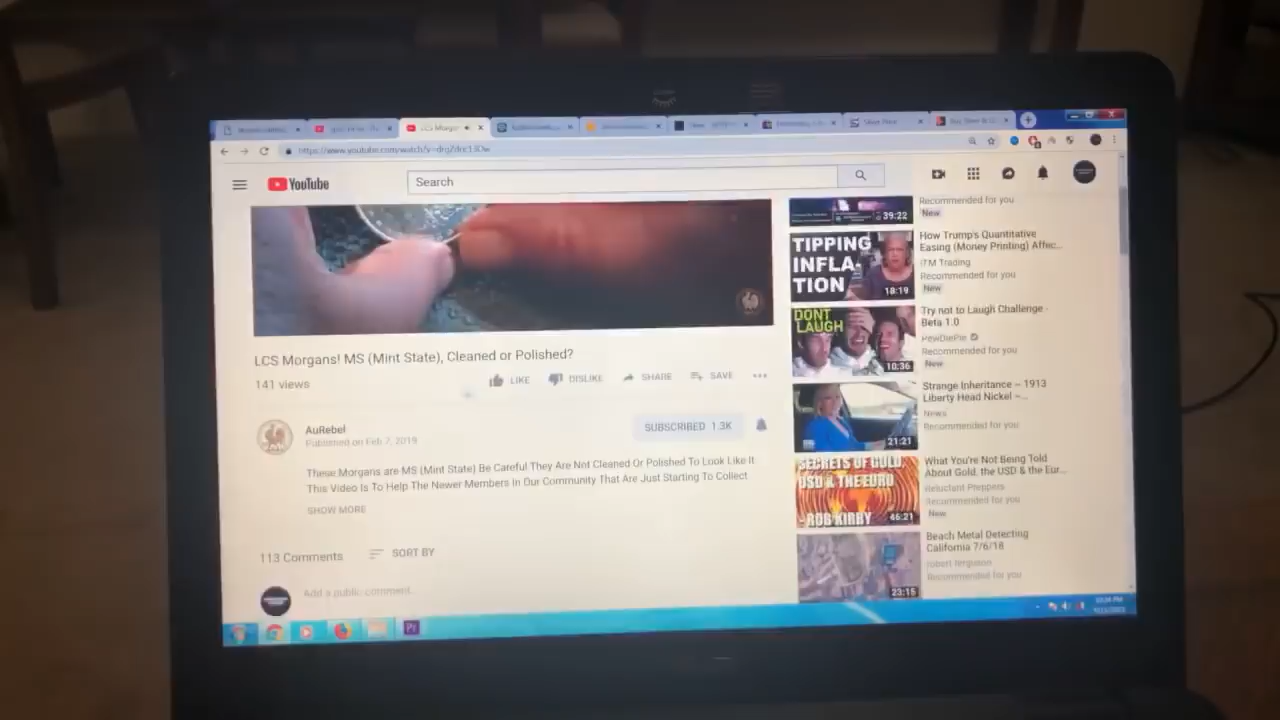 LCS Morgan
https://www.youtube.com/watch?v=
YouTube
Search
LCS Morgans! MS (Mint State), Cleaned or Polished?
141 views
LIKE
DISLIKE
SHARE
SAVE
AuRebel
Published on Feb 7, 2019
SUBSCRIBED 1.3K
These Morgans are MS (Mint State) Be Careful They Are Not Cleaned Or Polished To Look Like It
This Video Is To Help The Newer Members In Our Community That Are Just Starting To Collect
SHOW MORE
113 Comments
SORT BY
Add a public comment...
39:22
Recommended for you
New
TIPPING
INFLA-
TION
18:19
How Trump's Quantitative
Easing (Money Printing) Affec...
ITM Trading
Recommended for you
New
DONT
LAUGH
10:36
Try not to Laugh Challenge -
Beta 1.0
PewDiePie
Recommended for you
New
21:21
Strange Inheritance – 1913
Liberty Head Nickel –...
News
Recommended for you
SECRETS OF GOLD,
USD & THE EURO
- ROB KIRBY
46:21
What You're Not Being Told
About Gold, the USD & the Eur...
Reluctant Preppers
Recommended for you
New
23:15
Beach Metal Detecting
California 7/6/18
robert ferguson
Recommended for you
Pr